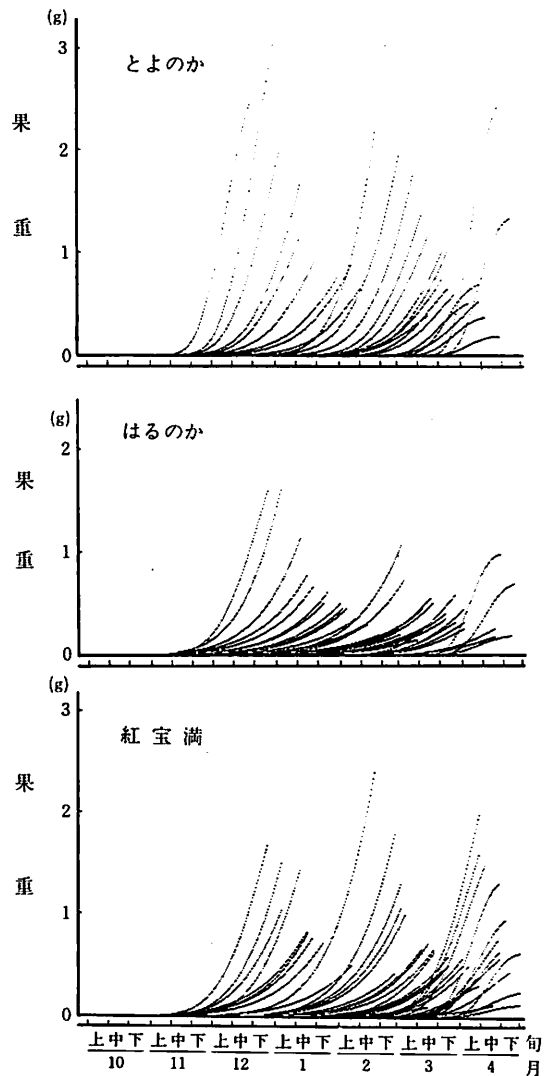 (g)
3
とよのか
果
2
重
1
0
(g)
2
はるのか
果
1
重
0
(g)
3
紅宝満
果
2
重
1
0
上中下 上中下 上中下 上中下 上中下 上中下 上中下 旬
10 11 12 1 2 3 4 月